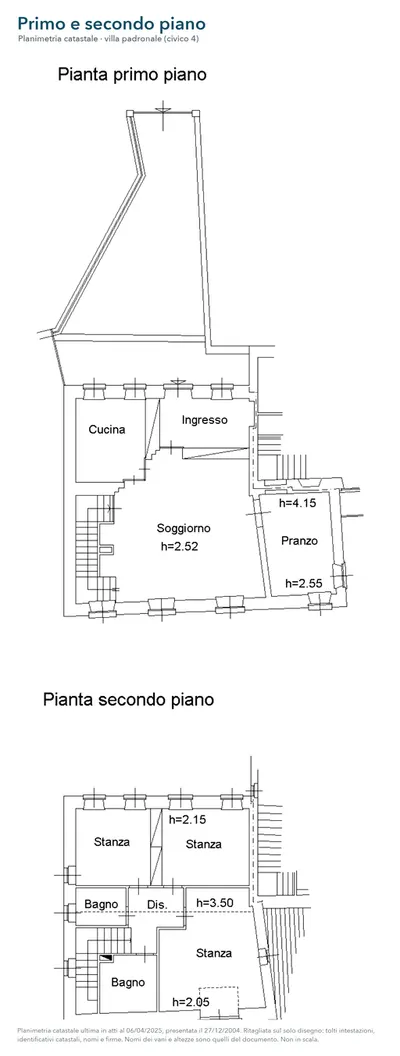 Primo e secondo piano
Planimetria catastale · villa padronale (civico 4)
Pianta primo piano
Ingresso
Cucina
h=4.15
Soggiorno
h=2.52
Pranzo
h=2.55
Pianta secondo piano
h=2.15
Stanza
Stanza
Bagno
Dis.
h=3.50
Stanza
Bagno
h=2.05
Planimetria catastale ultima in atti al 06/04/2025, presentata il 27/12/2004. Ritagliata sul solo disegno: tolti intestazioni,
identificativi catastali, nomi e firme. Nomi dei vani e altezze sono quelli del documento. Non in scala.